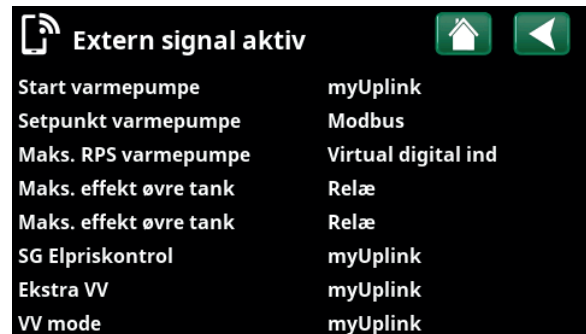 Extern signal aktiv
Start varmepumpe myUplink
Setpunkt varmepumpe Modbus
Maks. RPS varmepumpe Virtual digital ind
Maks. effekt øvre tank Relæ
Maks. effekt øvre tank Relæ
SG Elpriskontrol myUplink
Ekstra VV myUplink
VV mode myUplink